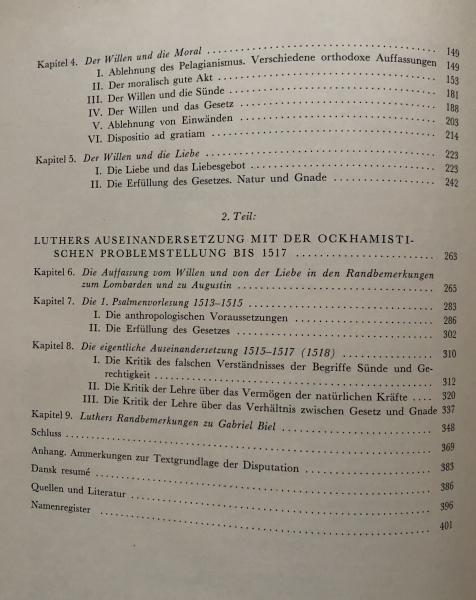 Kapitel 4. Der Willen und die Moral ........ 149
I. Ablehnung des Pelagianismus. Verschiedene orthodoxe Auffassungen 149
II. Der moralisch gute Akt ........ 153
III. Der Willen und die Sünde ........ 181
IV. Der Willen und das Gesetz ........ 188
V. Ablehnung von Einwänden ........ 203
VI. Dispositio ad gratiam ........ 214
Kapitel 5. Der Willen und die Liebe ........ 223
I. Die Liebe und das Liebesgebot ........ 223
II. Die Erfüllung des Gesetzes. Natur und Gnade ........ 242
2. Teil:
LUTHERS AUSEINANDERSETZUNG MIT DER OCKHAMISTI-
SCHEN PROBLEMSTELLUNG BIS 1517 ........ 263
Kapitel 6. Die Auffassung vom Willen und von der Liebe in den Randbemerkungen
zum Lombarden und zu Augustin ........ 265
Kapitel 7. Die 1. Psalmenvorlesung 1513–1515 ........ 283
I. Die anthropologischen Voraussetzungen ........ 286
II. Die Erfüllung des Gesetzes ........ 302
Kapitel 8. Die eigentliche Auseinandersetzung 1515–1517 (1518) ........ 310
I. Die Kritik des falschen Verständnisses der Begriffe Sünde und Ge-
rechtigkeit ........ 312
II. Die Kritik der Lehre über das Vermögen der natürlichen Kräfte .... 320
III. Die Kritik der Lehre über das Verhältnis zwischen Gesetz und Gnade 337
Kapitel 9. Luthers Randbemerkungen zu Gabriel Biel ........ 348
Schluss ........ 369
Anhang. Ammerkungen zur Textgrundlage der Disputation ........ 383
Dansk resumé ........ 386
Quellen und Literatur ........ 396
Namenregister ........ 401